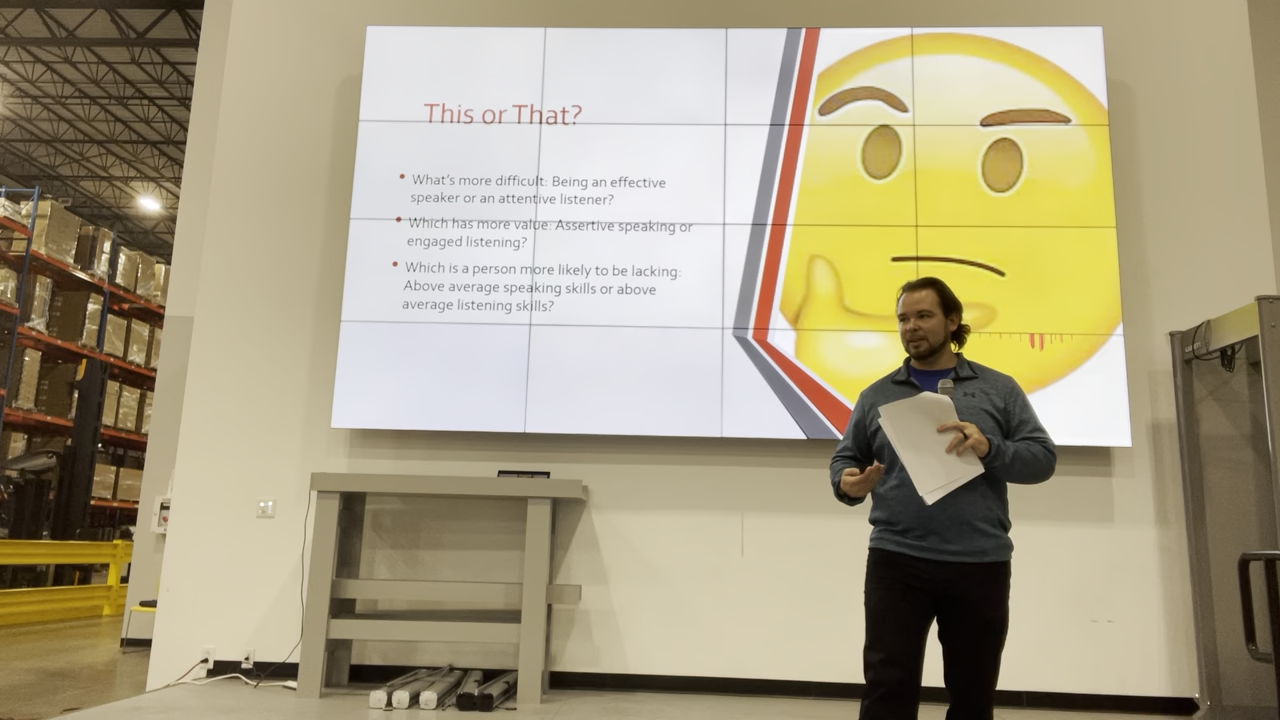 This or That?
What's more difficult: Being an effective
speaker or an attentive listener?
Which has more value: Assertive speaking or
engaged listening?
Which is a person more likely to be lacking:
Above average speaking skills or above
average listening skills?